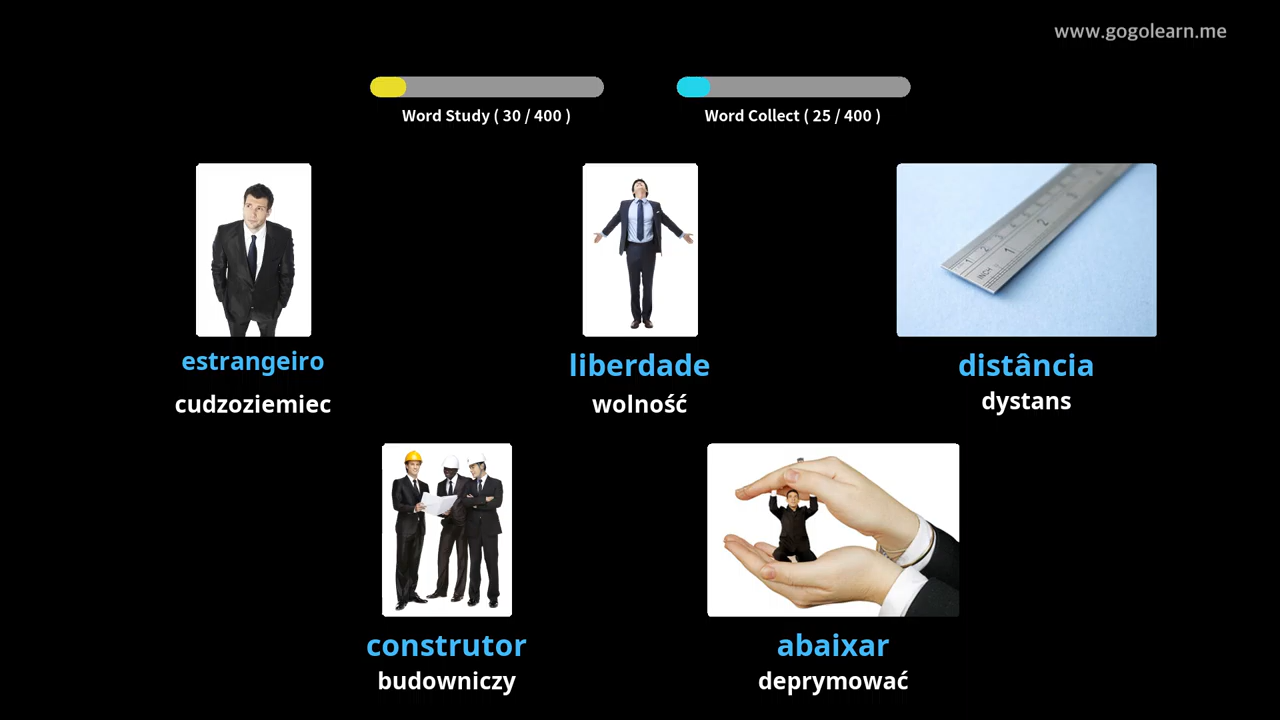 www.gogolearn.me
Word Study ( 30 / 400 )
Word Collect ( 25 / 400 )
estrangeiro
cudzoziemiec
liberdade
wolność
distância
dystans
construtor
budowniczy
abaixar
deprymować